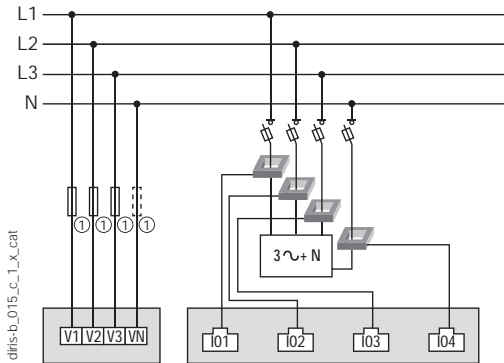 L1
L2
L3
N
① ① ① ①
3∿+ N
V1 V2 V3 VN
I01 I02 I03 I04
diris-b_015_c_1_x_cat